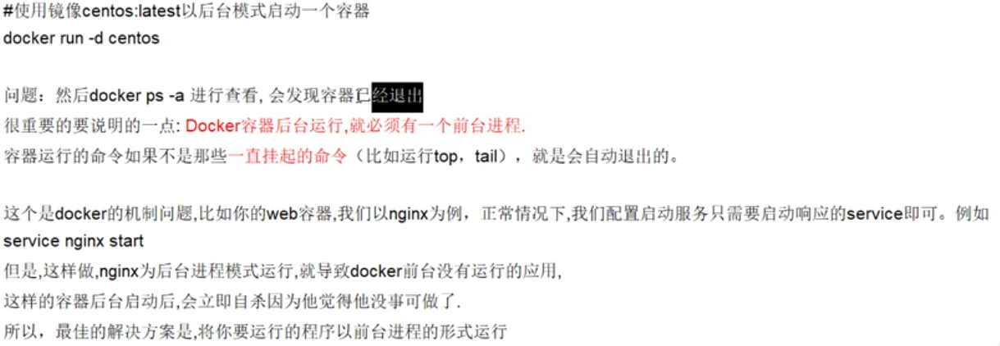 #使用镜像centos:latest以后台模式启动一个容器
docker run -d centos
问题：然后docker ps -a 进行查看, 会发现容器已经退出
很重要的要说明的一点: Docker容器后台运行,就必须有一个前台进程.
容器运行的命令如果不是那些一直挂起的命令（比如运行top，tail），就是会自动退出的。
这个是docker的机制问题,比如你的web容器,我们以nginx为例，正常情况下,我们配置启动服务只需要启动响应的service即可。例如
service nginx start
但是,这样做,nginx为后台进程模式运行,就导致docker前台没有运行的应用,
这样的容器后台启动后,会立即自杀因为他觉得他没事可做了.
所以，最佳的解决方案是,将你要运行的程序以前台进程的形式运行